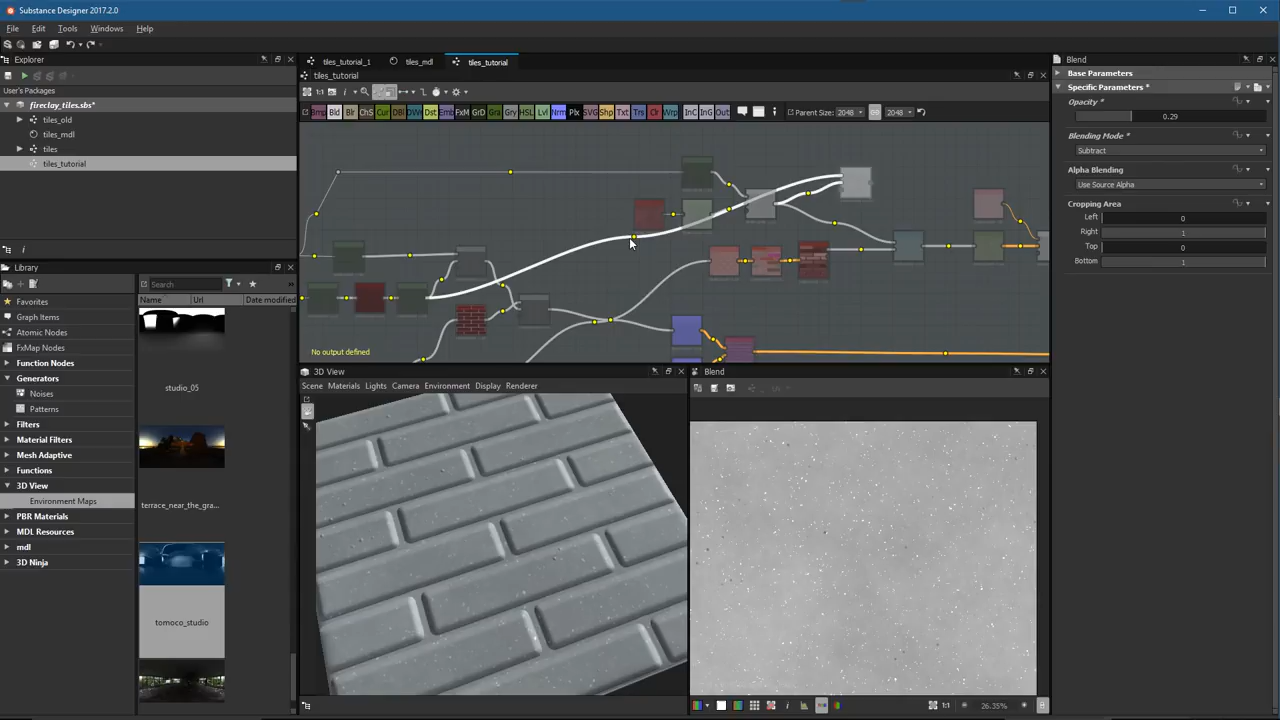 Substance Designer 2017.2.0
File Edit Tools Windows Help
Explorer
User's Packages
fireclay_tiles.sbs*
tiles_old
tiles_mdl
tiles
tiles_tutorial
Library
Favorites
Graph Items
Atomic Nodes
FxMap Nodes
Function Nodes
Generators
Noises
Patterns
Filters
Material Filters
Mesh Adaptive
Functions
3D View
Environment Maps
PBR Materials
MDL Resources
mdl
3D Ninja
Search
Name Url Date modified
studio_05
terrace_near_the_gra...
tomoco_studio
tiles_tutorial_1 tiles_mdl tiles_tutorial
tiles_tutorial
Parent Size: 2048 2048
No output defined
3D View
Scene Materials Lights Camera Environment Display Renderer
Blend
26.35%
Blend
Base Parameters
Specific Parameters *
Opacity *
0.29
Blending Mode *
Subtract
Alpha Blending
Use Source Alpha
Cropping Area
Left 0
Right 1
Top 0
Bottom 1